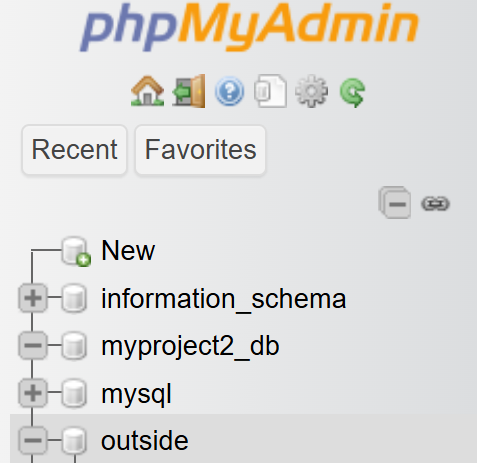 phpMyAdmin
Recent Favorites
New
information_schema
myproject2_db
mysql
outside